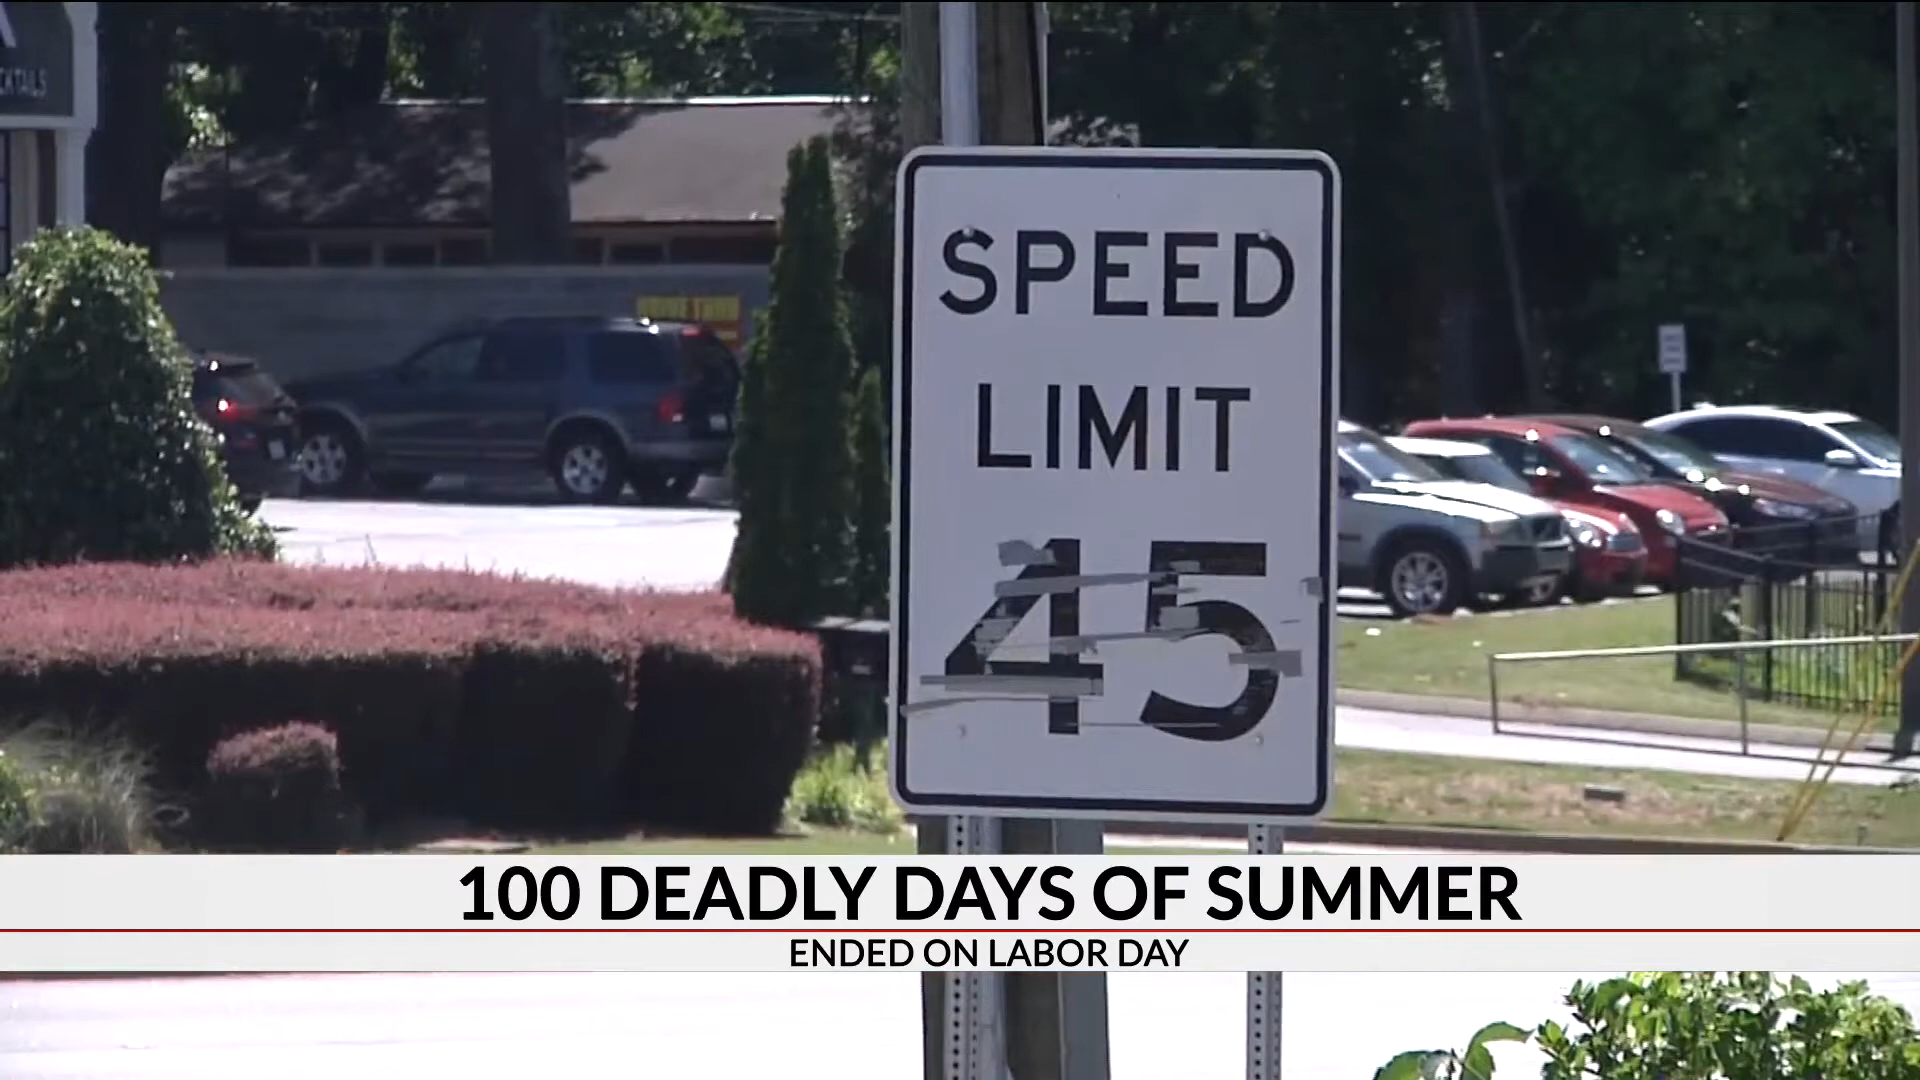 SPEED
LIMIT
45
100 DEADLY DAYS OF SUMMER
ENDED ON LABOR DAY